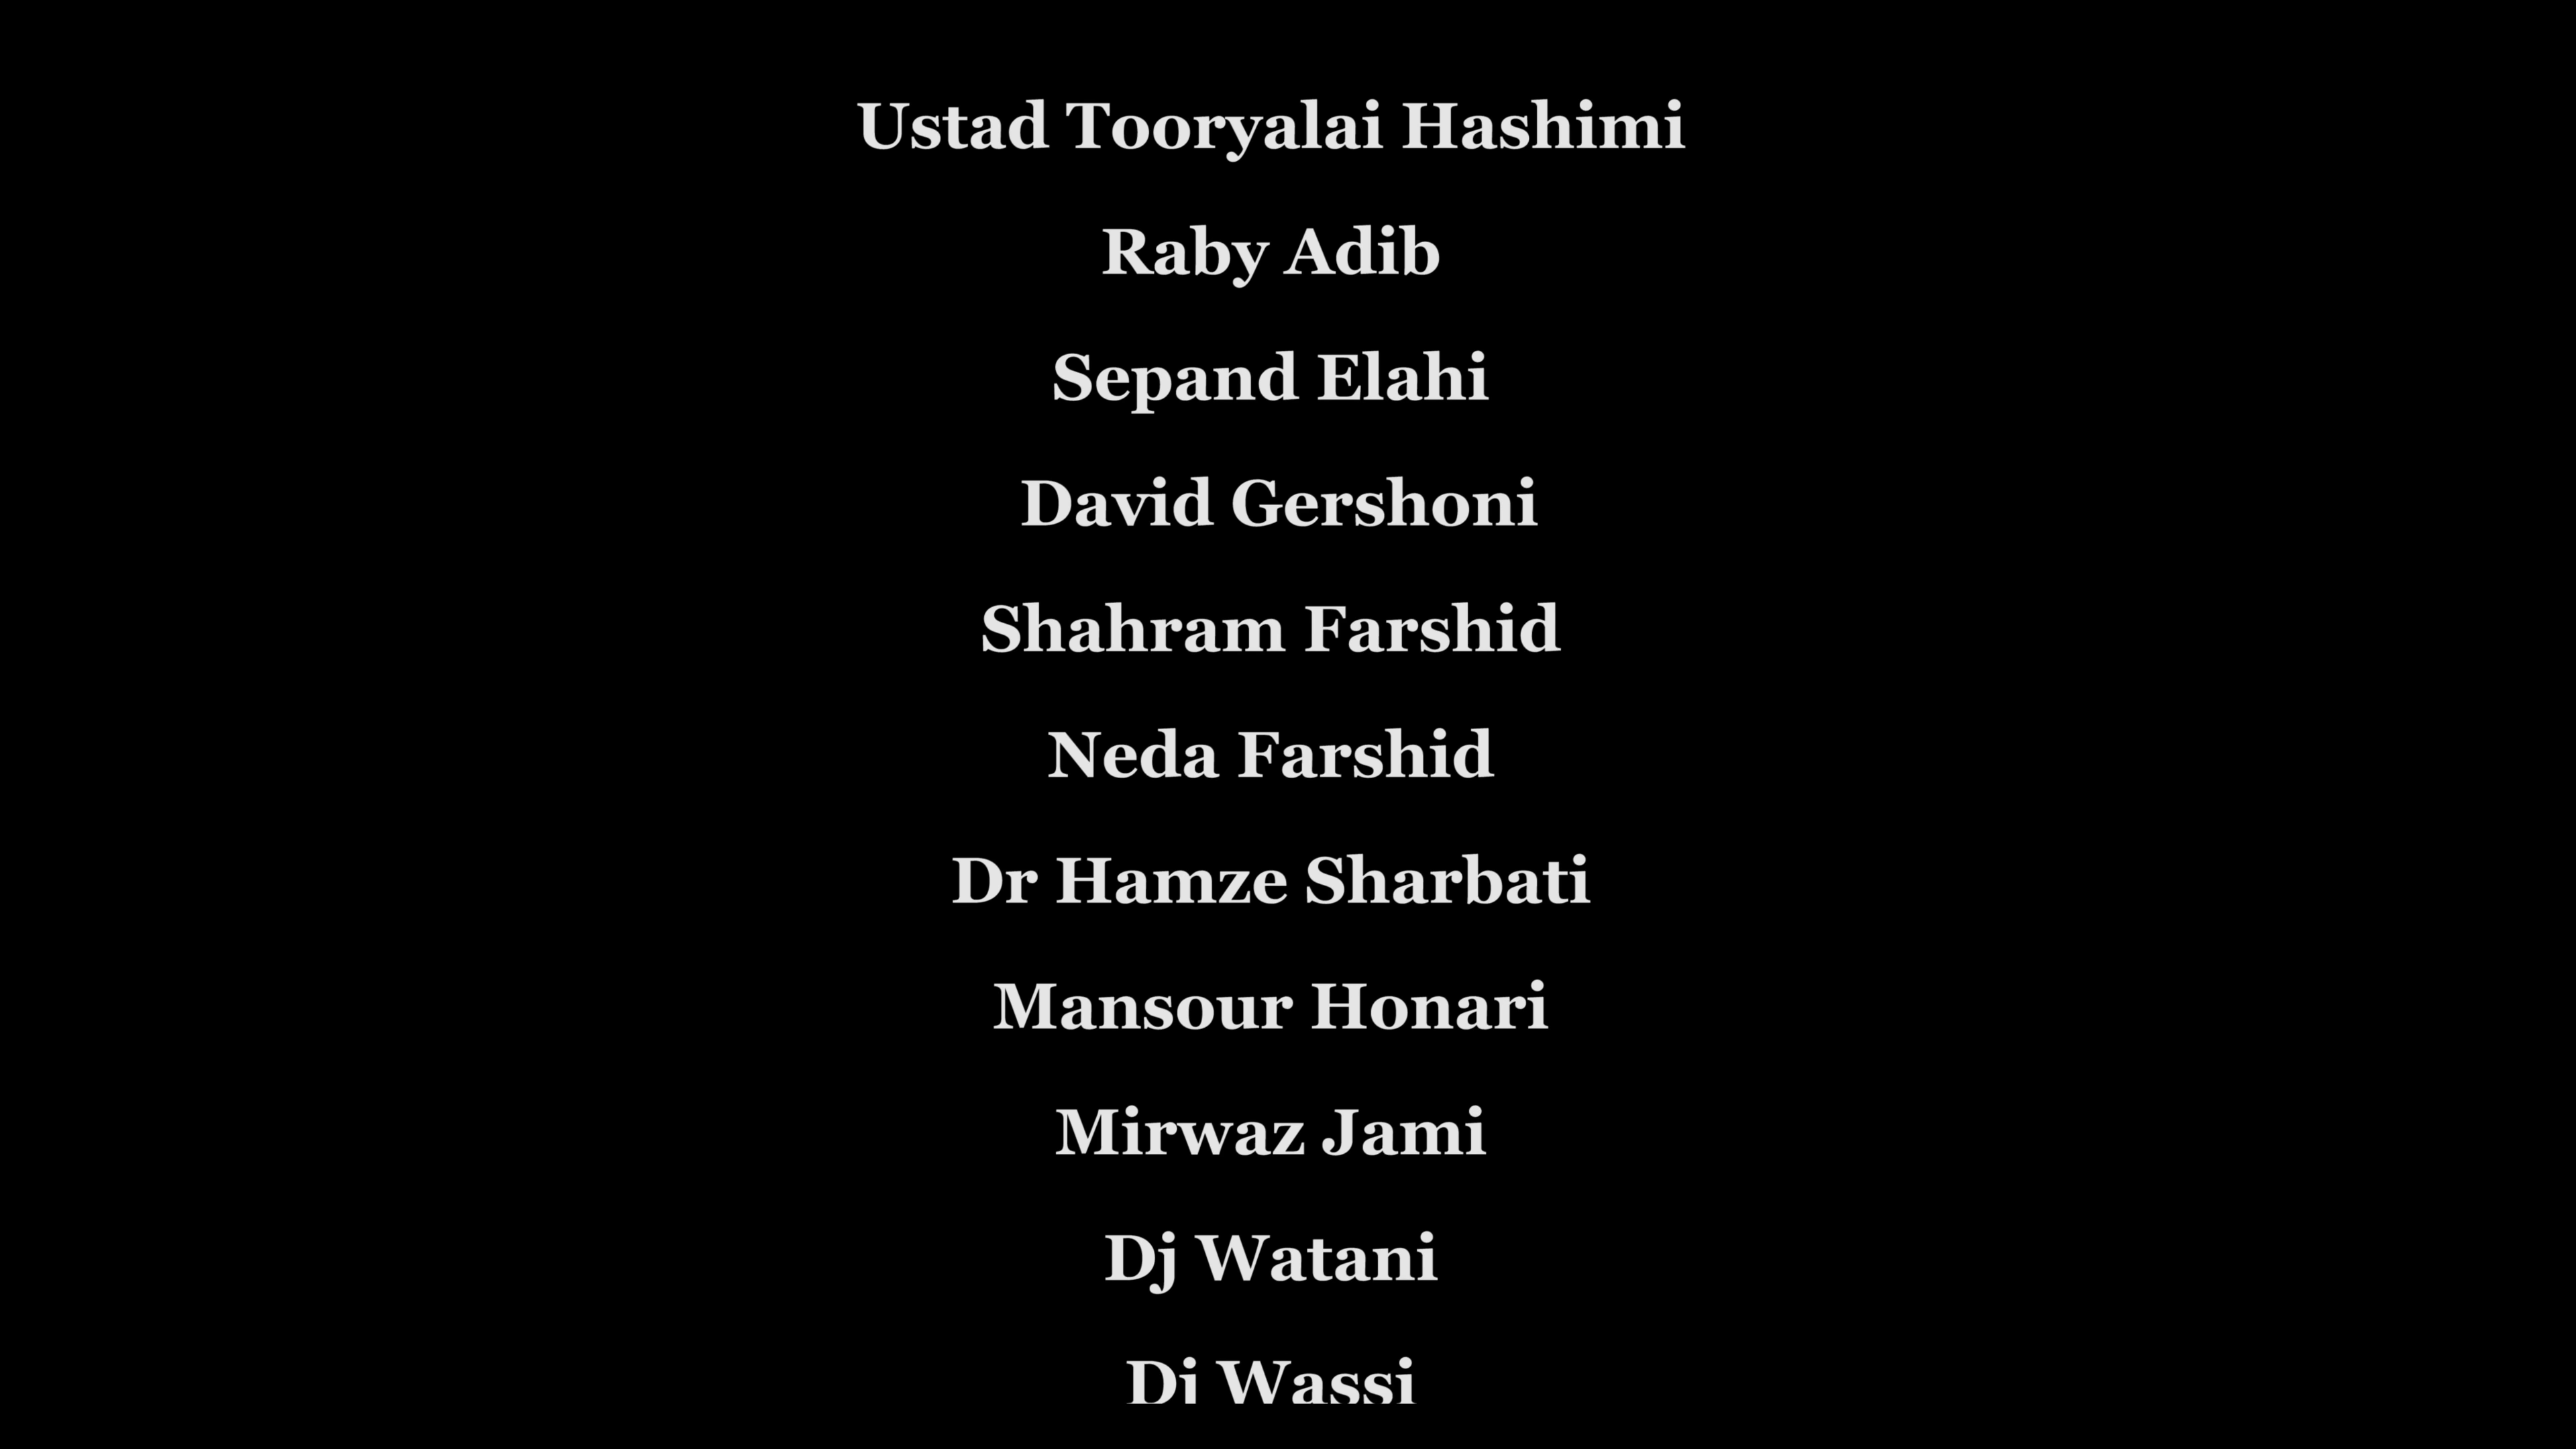 Ustad Tooryalai Hashimi
Raby Adib
Sepand Elahi
David Gershoni
Shahram Farshid
Neda Farshid
Dr Hamze Sharbati
Mansour Honari
Mirwaz Jami
Dj Watani
Dj Wassi